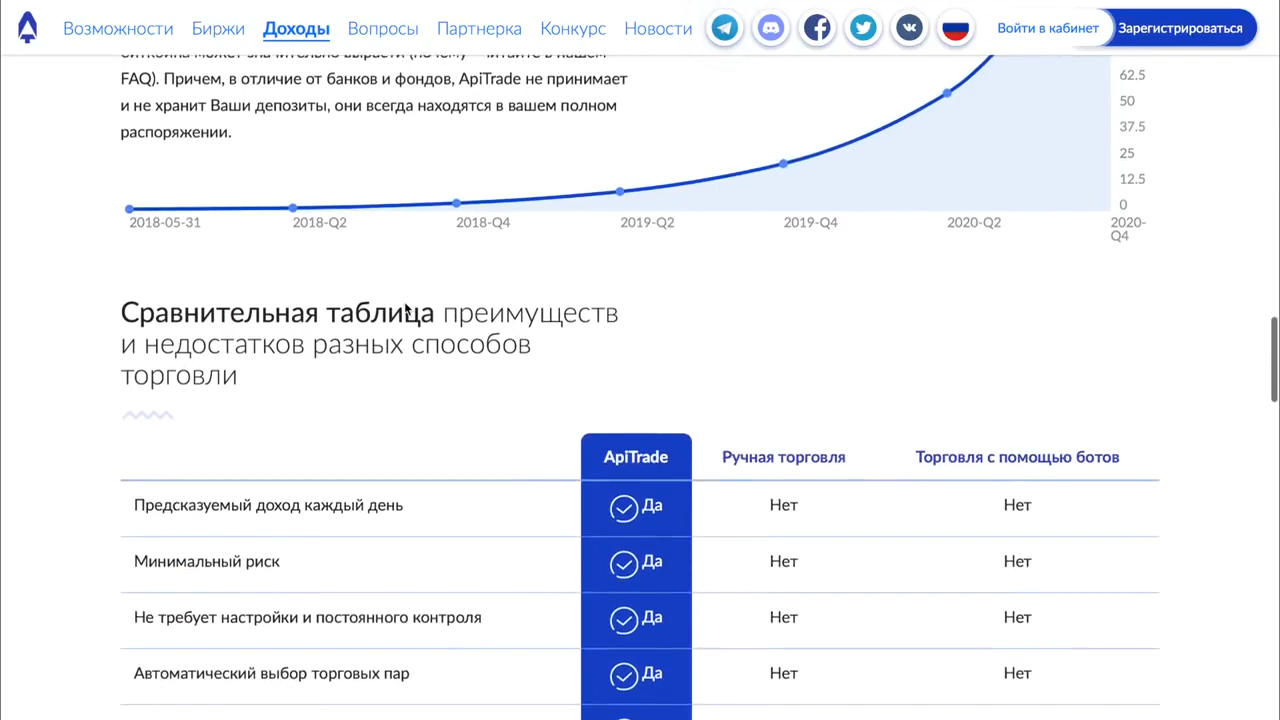 Возможности Биржи Доходы Вопросы Партнерка Конкурс Новости Войти в кабинет Зарегистрироваться
FAQ). Причем, в отличие от банков и фондов, ApiTrade не принимает
и не хранит Ваши депозиты, они всегда находятся в вашем полном
распоряжении.
62.5
50
37.5
25
12.5
0
2018-05-31 2018-Q2 2018-Q4 2019-Q2 2019-Q4 2020-Q2 2020-
Q4
Сравнительная таблица преимуществ
и недостатков разных способов
торговли
ApiTrade Ручная торговля Торговля с помощью ботов
Предсказуемый доход каждый день Да Нет Нет
Минимальный риск Да Нет Нет
Не требует настройки и постоянного контроля Да Нет Нет
Автоматический выбор торговых пар Да Нет Нет